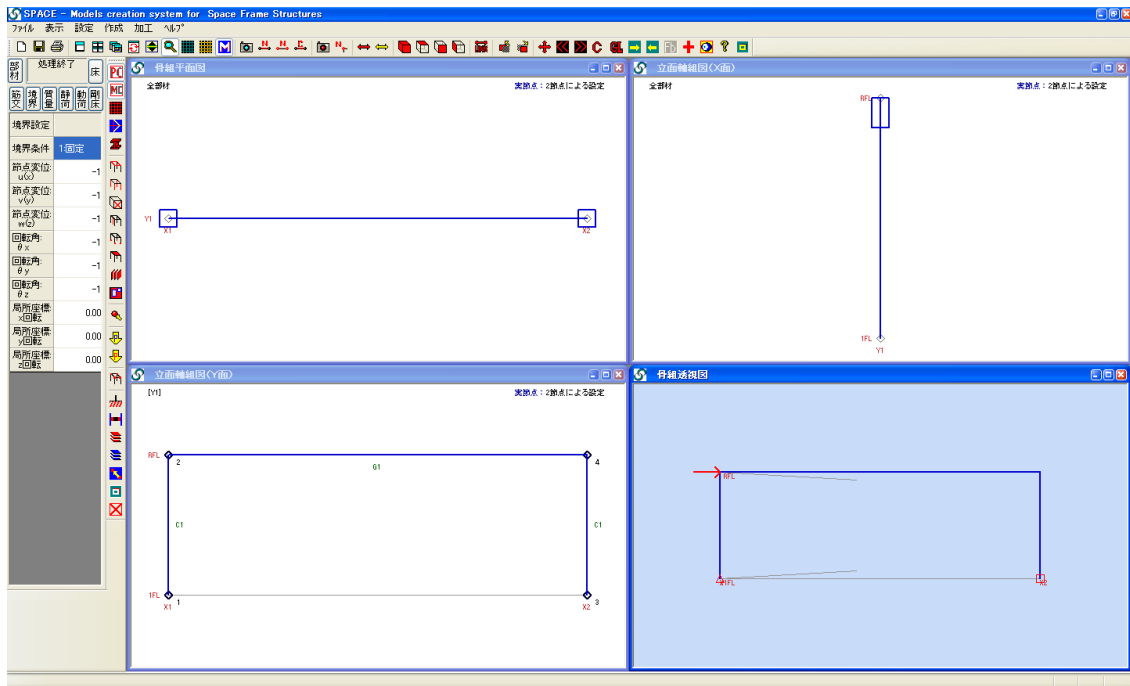 SPACE - Models creation system for Space Frame Structures
ファイル 表示 設定 作成 加工 ヘルプ
部材 処理終了 床
筋交 境界 質量 静荷 動荷 剛床
境界設定
境界条件 1:固定
節点変位: u(x) -1
節点変位: v(y) -1
節点変位: w(z) -1
回転角: θx -1
回転角: θy -1
回転角: θz -1
局所座標: x回転 0.00
局所座標: y回転 0.00
局所座標: z回転 0.00
PC
MC
骨組平面図
全部材 実節点：2節点による設定
Y1
X1 X2
立面軸組図(X面)
全部材 実節点：2節点による設定
RFL
1FL
Y1
立面軸組図(Y面)
[Y1] 実節点：2節点による設定
RFL 2 4
G1
C1 C1
1FL 1 3
X1 X2
骨組透視図
RFL
1FL X2